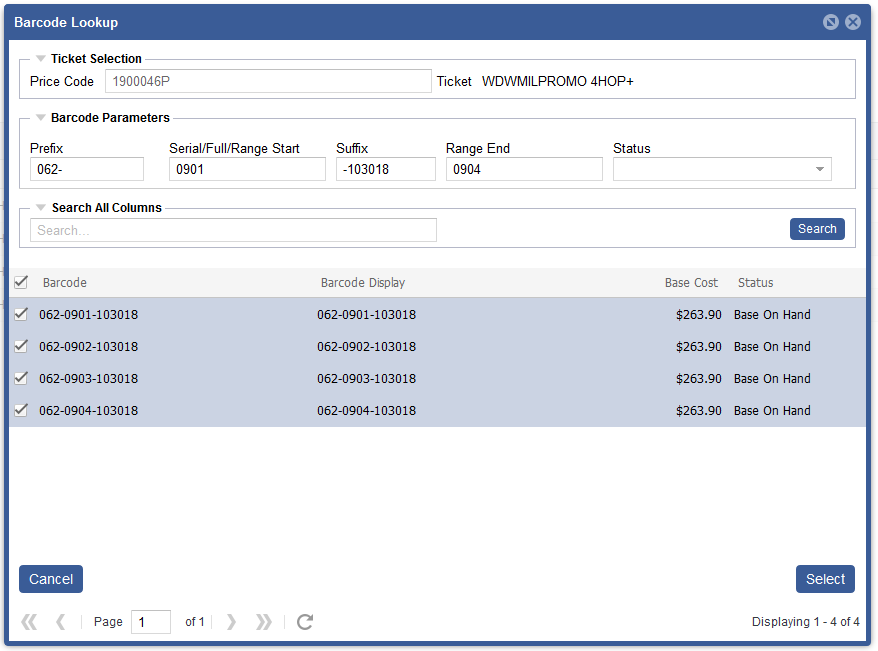 Barcode Lookup
Ticket Selection
Price Code 1900046P Ticket WDWMILPROMO 4HOP+
Barcode Parameters
Prefix Serial/Full/Range Start Suffix Range End Status
062- 0901 -103018 0904
Search All Columns
Search... Search
Barcode Barcode Display Base Cost Status
062-0901-103018 062-0901-103018 $263.90 Base On Hand
062-0902-103018 062-0902-103018 $263.90 Base On Hand
062-0903-103018 062-0903-103018 $263.90 Base On Hand
062-0904-103018 062-0904-103018 $263.90 Base On Hand
Cancel Select
Page 1 of 1 Displaying 1 - 4 of 4